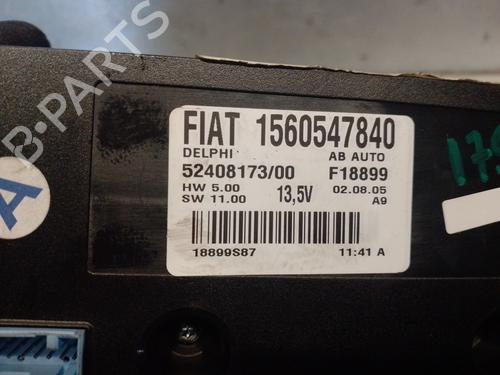 B-PARTS
A
FIAT 1560547840
DELPHI AB AUTO
52408173/00 F18899
HW 5.00 13,5V 02.08.05
SW 11.00 A9
18899S87 11:41 A